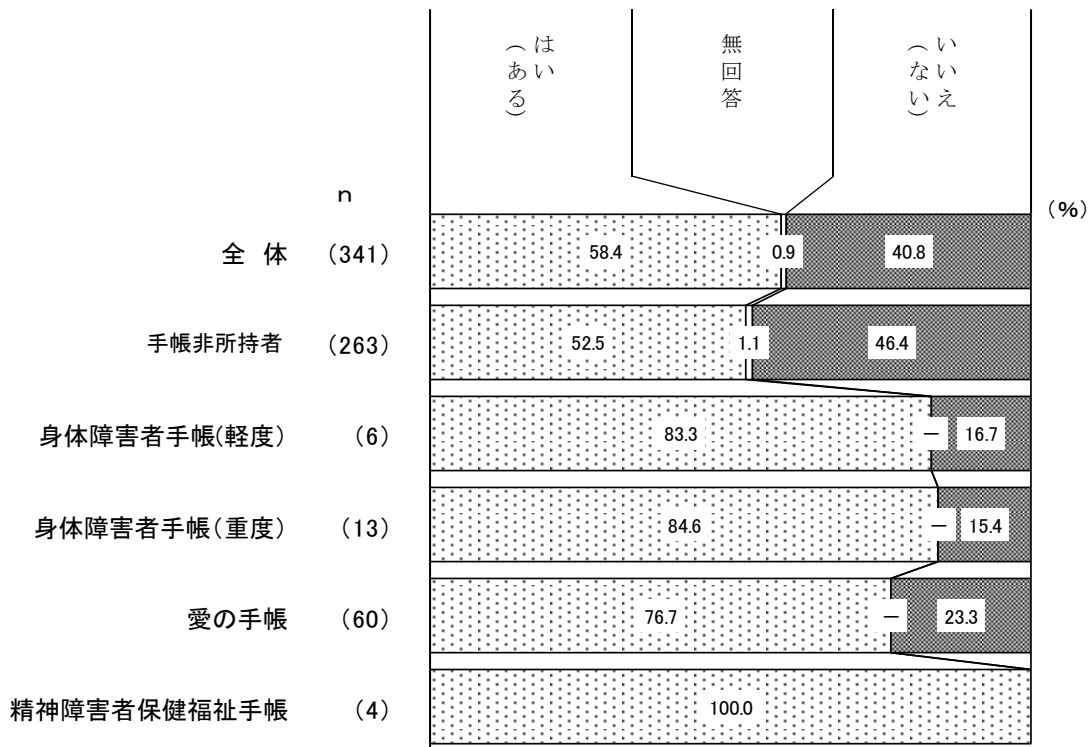 はい
（ある）
無回答
いいえ
（ない）
n
(%)
全 体 (341) 58.4 0.9 40.8
手帳非所持者 (263) 52.5 1.1 46.4
身体障害者手帳(軽度) (6) 83.3 － 16.7
身体障害者手帳(重度) (13) 84.6 － 15.4
愛の手帳 (60) 76.7 － 23.3
精神障害者保健福祉手帳 (4) 100.0